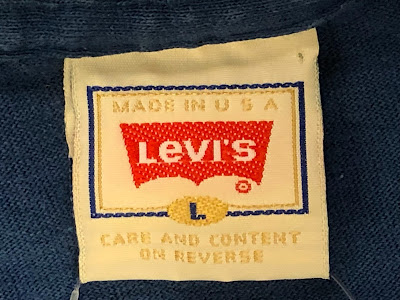 MADE IN U S A
Levi's
®
L
CARE AND CONTENT
ON REVERSE